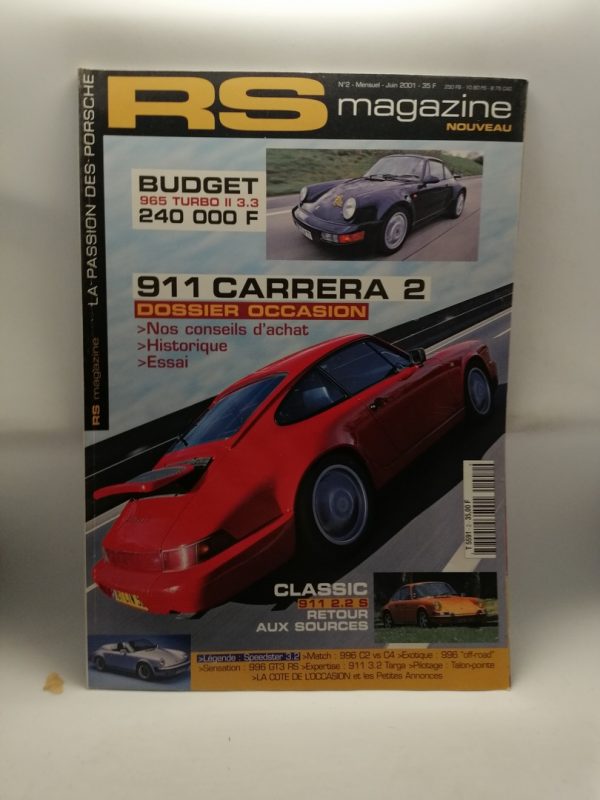 RS magazine
N°2 - Mensuel - Juin 2001 - 35 F
NOUVEAU
RS magazine LA PASSION DES PORSCHE
BUDGET
965 TURBO II 3.3
240 000 F
911 CARRERA 2
DOSSIER OCCASION
>Nos conseils d'achat
>Historique
>Essai
CLASSIC
911 2.2 S
RETOUR
AUX SOURCES
>Légende : Speedster 3.2 >Match : 996 C2 vs C4 >Exotique : 996 "off-road"
>Sensation : 996 GT3 RS >Expertise : 911 3.2 Targa >Pilotage : Talon-pointe
>LA COTE DE L'OCCASION et les Petites Annonces